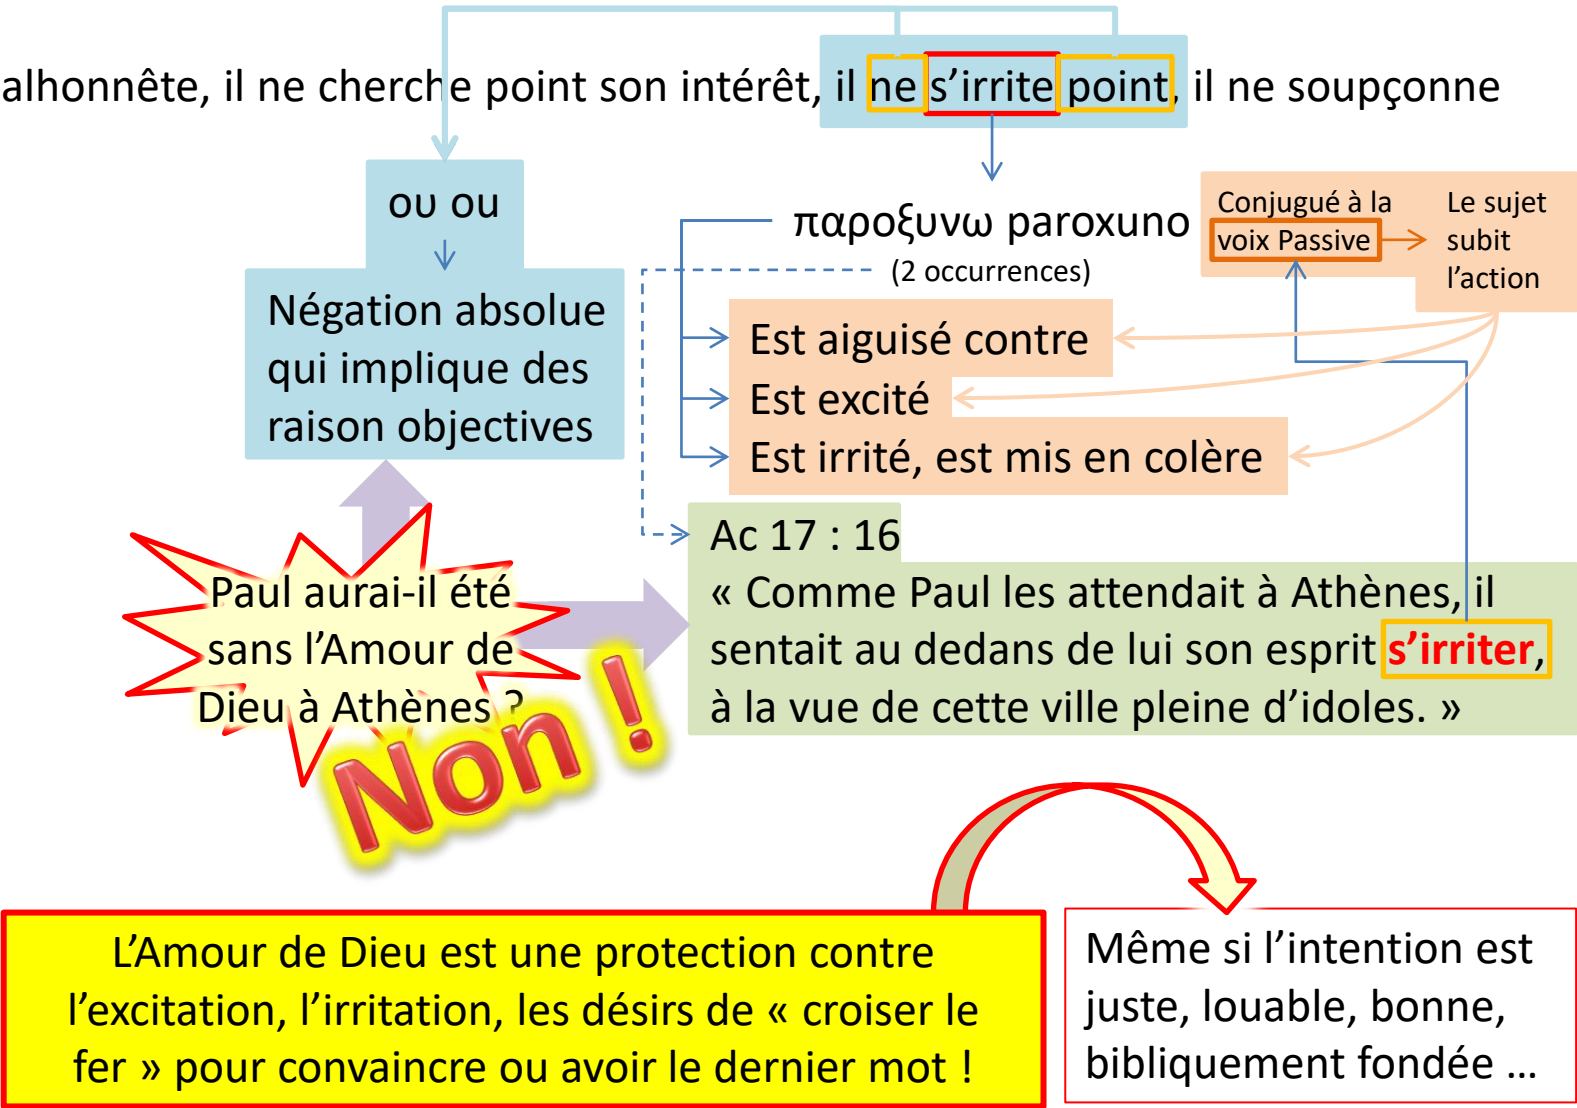 alhonnête, il ne cherche point son intérêt, il ne s’irrite point, il ne soupçonne
ου ou
Négation absolue
qui implique des
raison objectives
παροξυνω paroxuno
(2 occurrences)
Conjugué à la
voix Passive
Le sujet
subit
l’action
Est aiguisé contre
Est excité
Est irrité, est mis en colère
Ac 17 : 16
« Comme Paul les attendait à Athènes, il
sentait au dedans de lui son esprit s’irriter,
à la vue de cette ville pleine d’idoles. »
Paul aurai-il été
sans l’Amour de
Dieu à Athènes ?
Non !
L’Amour de Dieu est une protection contre
l’excitation, l’irritation, les désirs de « croiser le
fer » pour convaincre ou avoir le dernier mot !
Même si l’intention est
juste, louable, bonne,
bibliquement fondée …